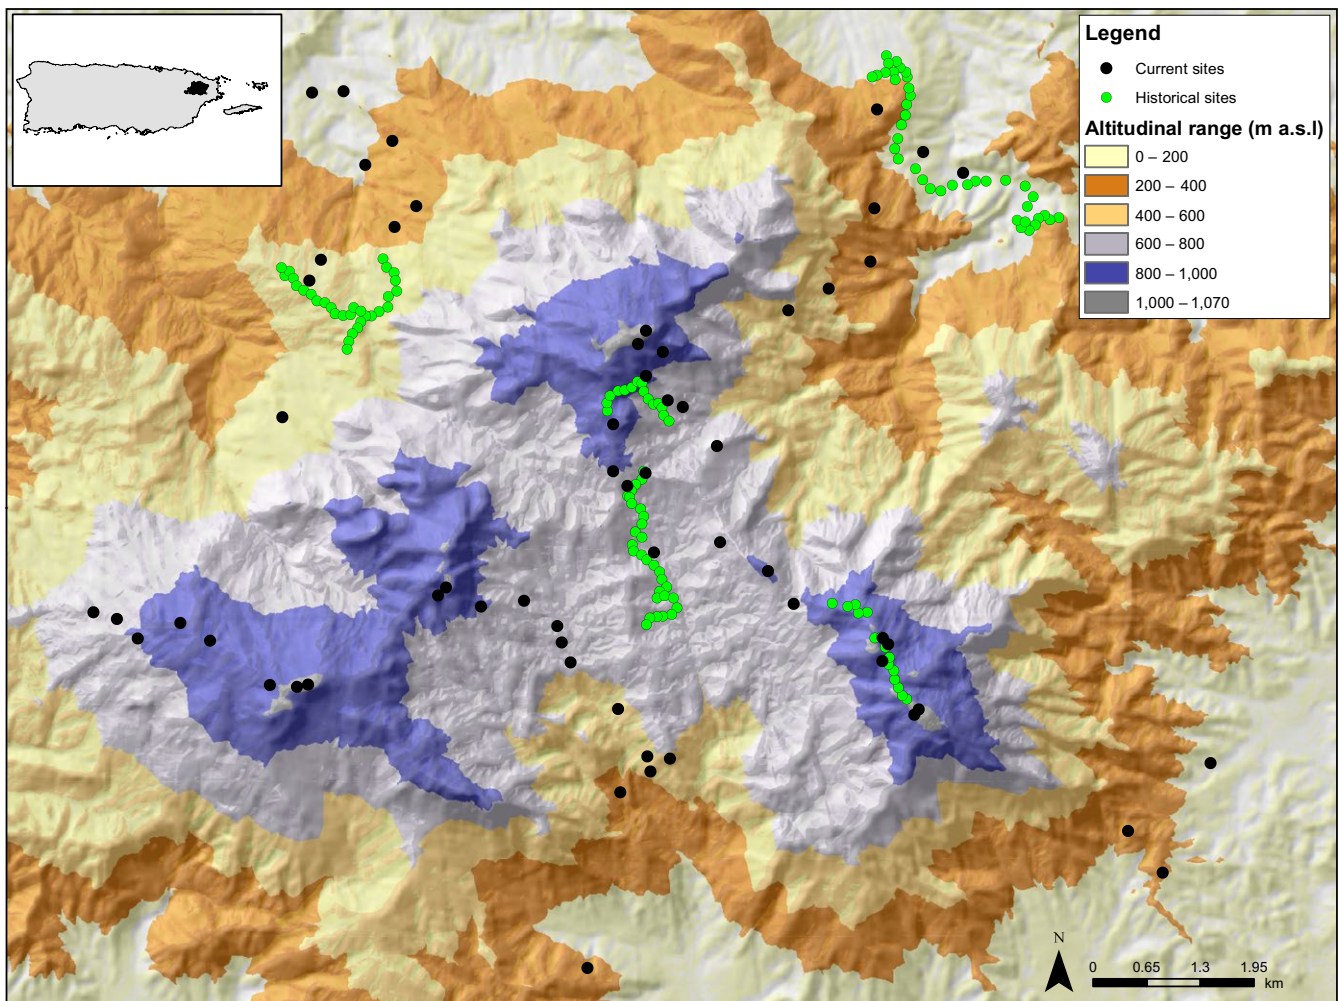 Legend
Current sites
Historical sites
Altitudinal range (m a.s.l)
0 – 200
200 – 400
400 – 600
600 – 800
800 – 1,000
1,000 – 1,070
N
0 0.65 1.3 1.95
km